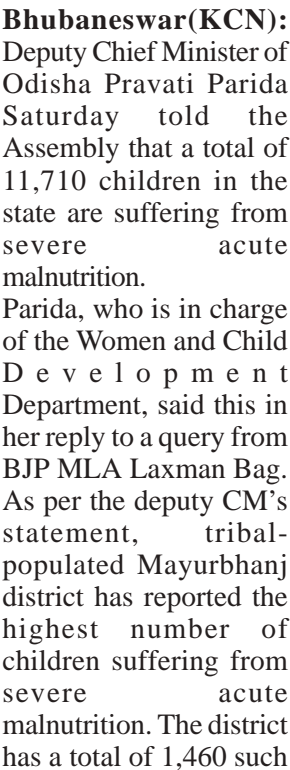 Bhubaneswar(KCN):
Deputy Chief Minister of
Odisha Pravati Parida
Saturday told the
Assembly that a total of
11,710 children in the
state are suffering from
severe acute
malnutrition.
Parida, who is in charge
of the Women and Child
Development
Department, said this in
her reply to a query from
BJP MLA Laxman Bag.
As per the deputy CM's
statement, tribal-
populated Mayurbhanj
district has reported the
highest number of
children suffering from
severe acute
malnutrition. The district
has a total of 1,460 such